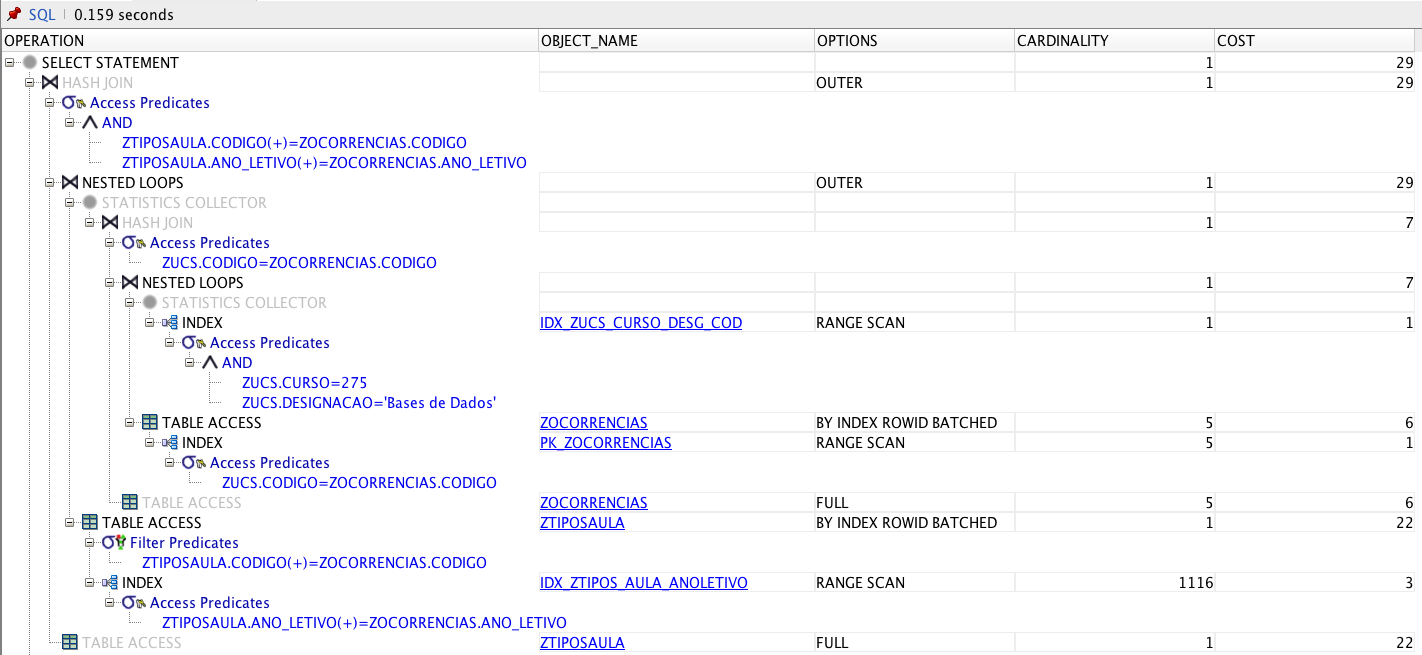 SQL | 0.159 seconds
OPERATION OBJECT_NAME OPTIONS CARDINALITY COST
SELECT STATEMENT 1 29
HASH JOIN OUTER 1 29
Access Predicates
AND
ZTIPOSAULA.CODIGO(+)=ZOCORRENCIAS.CODIGO
ZTIPOSAULA.ANO_LETIVO(+)=ZOCORRENCIAS.ANO_LETIVO
NESTED LOOPS OUTER 1 29
STATISTICS COLLECTOR
HASH JOIN 1 7
Access Predicates
ZUCS.CODIGO=ZOCORRENCIAS.CODIGO
NESTED LOOPS 1 7
STATISTICS COLLECTOR
INDEX IDX_ZUCS_CURSO_DESG_COD RANGE SCAN 1 1
Access Predicates
AND
ZUCS.CURSO=275
ZUCS.DESIGNACAO='Bases de Dados'
TABLE ACCESS ZOCORRENCIAS BY INDEX ROWID BATCHED 5 6
INDEX PK_ZOCORRENCIAS RANGE SCAN 5 1
Access Predicates
ZUCS.CODIGO=ZOCORRENCIAS.CODIGO
TABLE ACCESS ZOCORRENCIAS FULL 5 6
TABLE ACCESS ZTIPOSAULA BY INDEX ROWID BATCHED 1 22
Filter Predicates
ZTIPOSAULA.CODIGO(+)=ZOCORRENCIAS.CODIGO
INDEX IDX_ZTIPOS_AULA_ANOLETIVO RANGE SCAN 1116 3
Access Predicates
ZTIPOSAULA.ANO_LETIVO(+)=ZOCORRENCIAS.ANO_LETIVO
TABLE ACCESS ZTIPOSAULA FULL 1 22